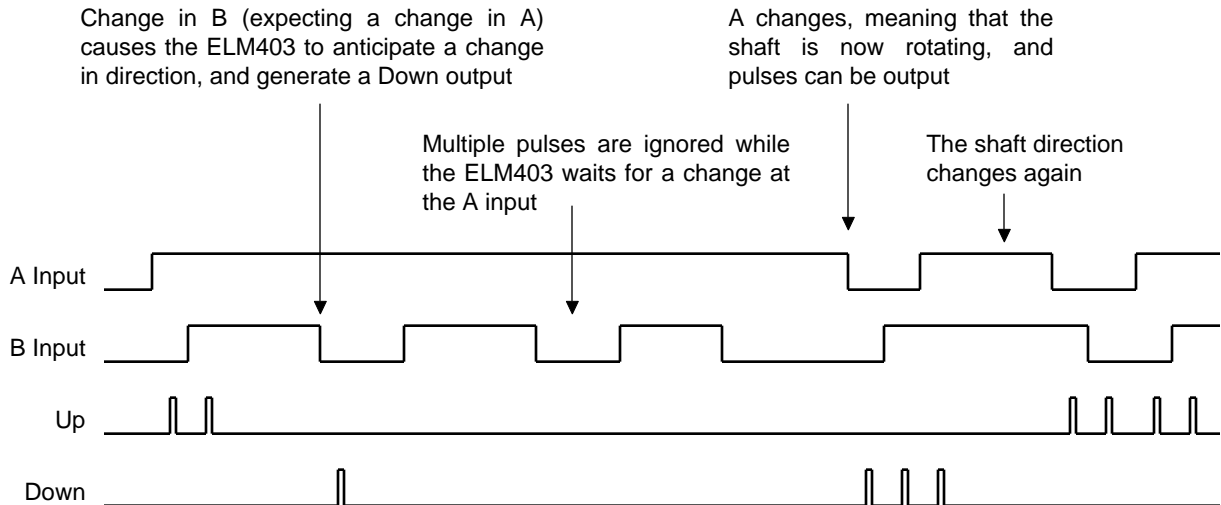 Change in B (expecting a change in A)
causes the ELM403 to anticipate a change
in direction, and generate a Down output
A changes, meaning that the
shaft is now rotating, and
pulses can be output
Multiple pulses are ignored while
the ELM403 waits for a change at
the A input
The shaft direction
changes again
A Input
B Input
Up
Down